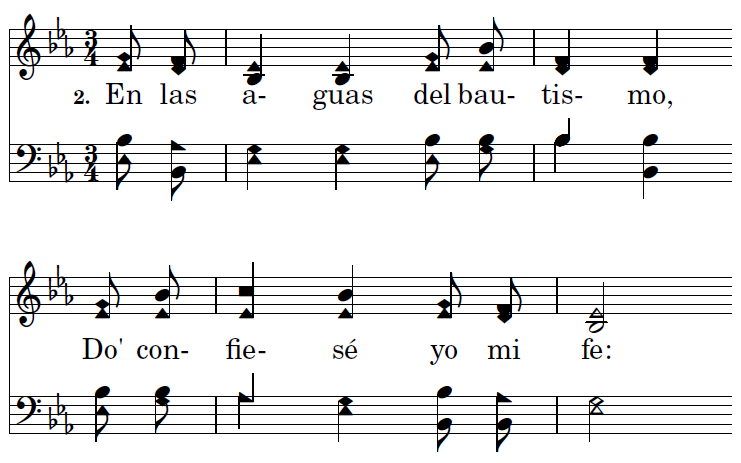 2. En las a- guas del bau- tis- mo,
Do' con- fie- sé yo mi fe: